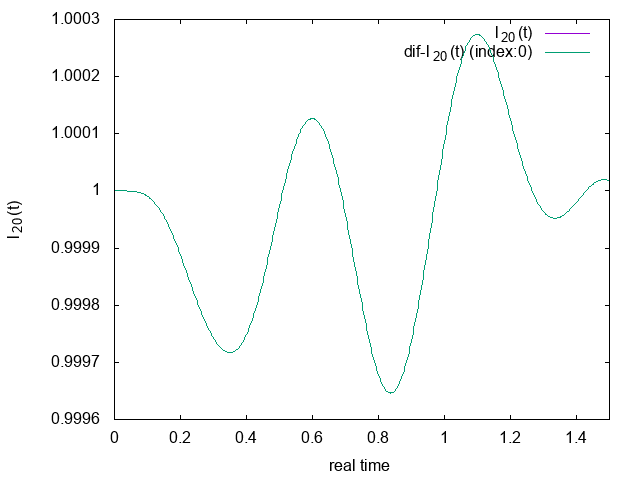 1.0003
1.0002
1.0001
1
0.9999
0.9998
0.9997
0.9996
0 0.2 0.4 0.6 0.8 1 1.2 1.4
real time
I20(t)
I20(t)
dif-I20(t) (index:0)